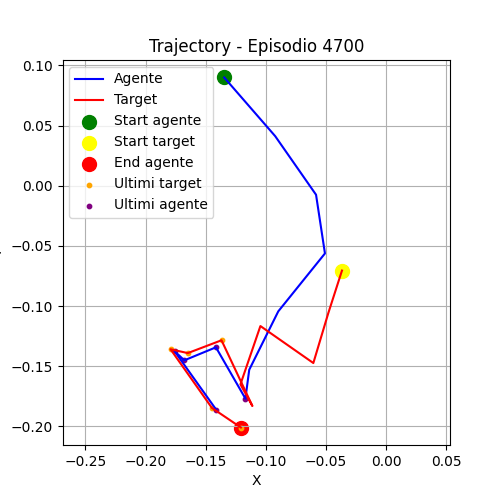 Trajectory - Episodio 4700
0.10
0.05
0.00
−0.05
−0.10
−0.15
−0.20
Agente
Target
Start agente
Start target
End agente
Ultimi target
Ultimi agente
−0.25
−0.20
−0.15
−0.10
−0.05
0.00
0.05
X